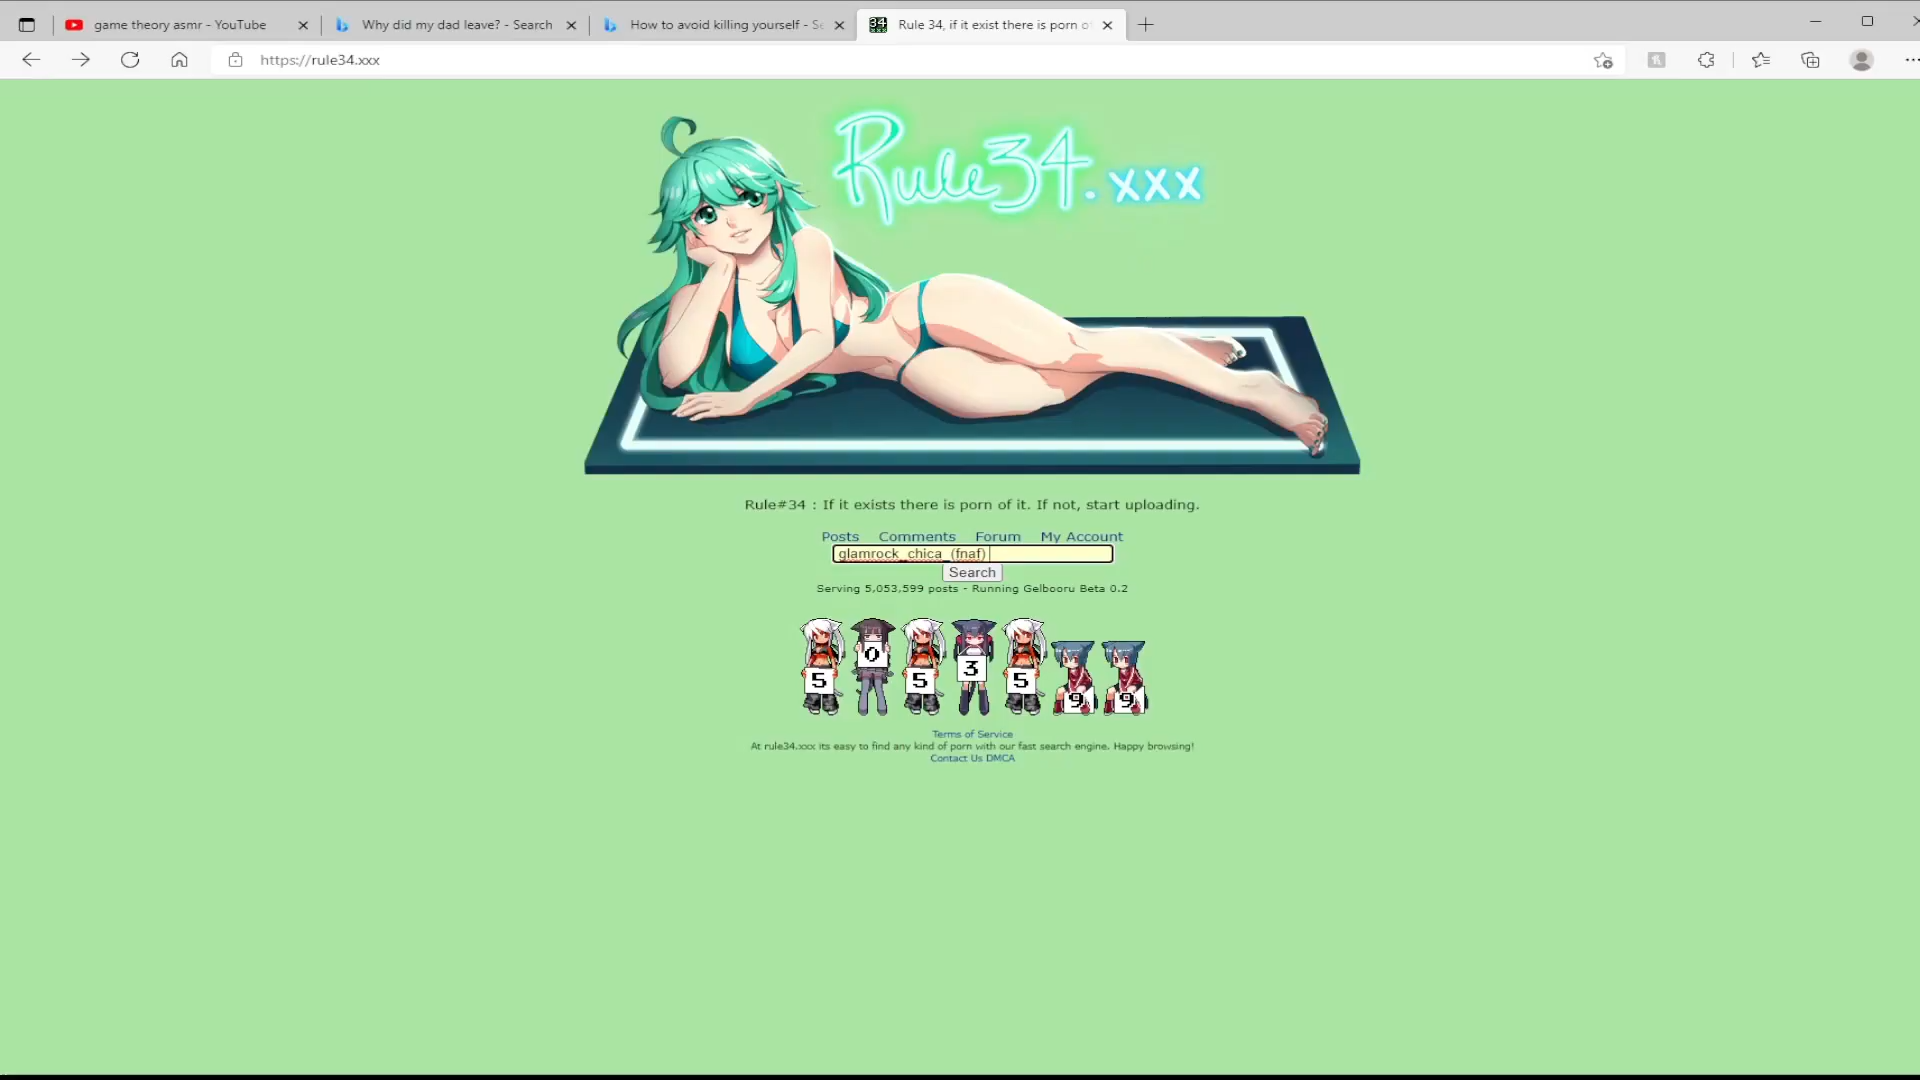 game theory asmr - YouTube
Why did my dad leave? - Search
How to avoid killing yourself - Se
Rule 34, if it exist there is porn o
https://rule34.xxx
Rule34.xxx
Rule#34 : If it exists there is porn of it. If not, start uploading.
Posts Comments Forum My Account
glamrock_chica_(fnaf)
Search
Serving 5,053,599 posts - Running Gelbooru Beta 0.2
5 0 5 3 5 9 9
Terms of Service
At rule34.xxx its easy to find any kind of porn with our fast search engine. Happy browsing!
Contact Us DMCA